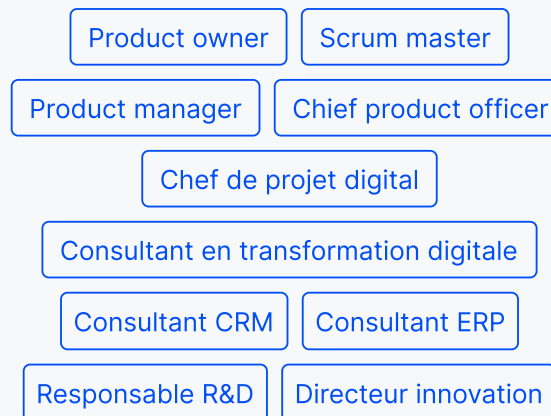 Product owner Scrum master
Product manager Chief product officer
Chef de projet digital
Consultant en transformation digitale
Consultant CRM Consultant ERP
Responsable R&D Directeur innovation